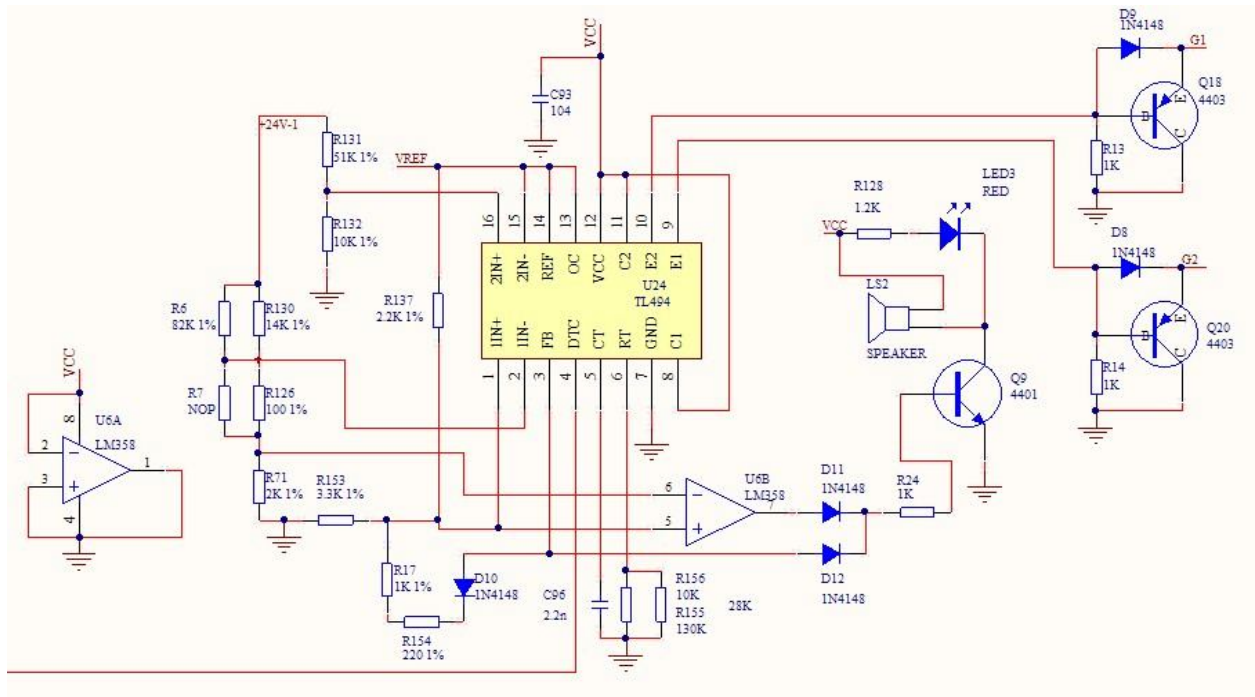 D9
1N4148
G1
VCC
C93
104
Q18
4403
E
B
C
+24V-1
R131
51K 1%
VREF
R13
1K
R128
1.2K
LED3
RED
R132
10K 1%
16
15
14
13
12
11
10
9
VCC
D8
1N4148
G2
2IN+
2IN-
REF
OC
VCC
C2
E2
E1
U24
TL494
R137
2.2K 1%
LS2
R6
82K 1%
R130
14K 1%
1IN+
1IN-
FB
DTC
CT
RT
GND
C1
SPEAKER
E
B
C
Q20
4403
VCC
1
2
3
4
5
6
7
8
R14
1K
R7
NOP
R126
100 1%
Q9
4401
U6A
LM358
8
2
3
1
4
R71
2K 1%
R153
3.3K 1%
U6B
LM358
6
5
7
D11
1N4148
R24
1K
R17
1K 1%
D10
1N4148
D12
1N4148
C96
2.2n
R156
10K
R155
130K
28K
R154
220 1%